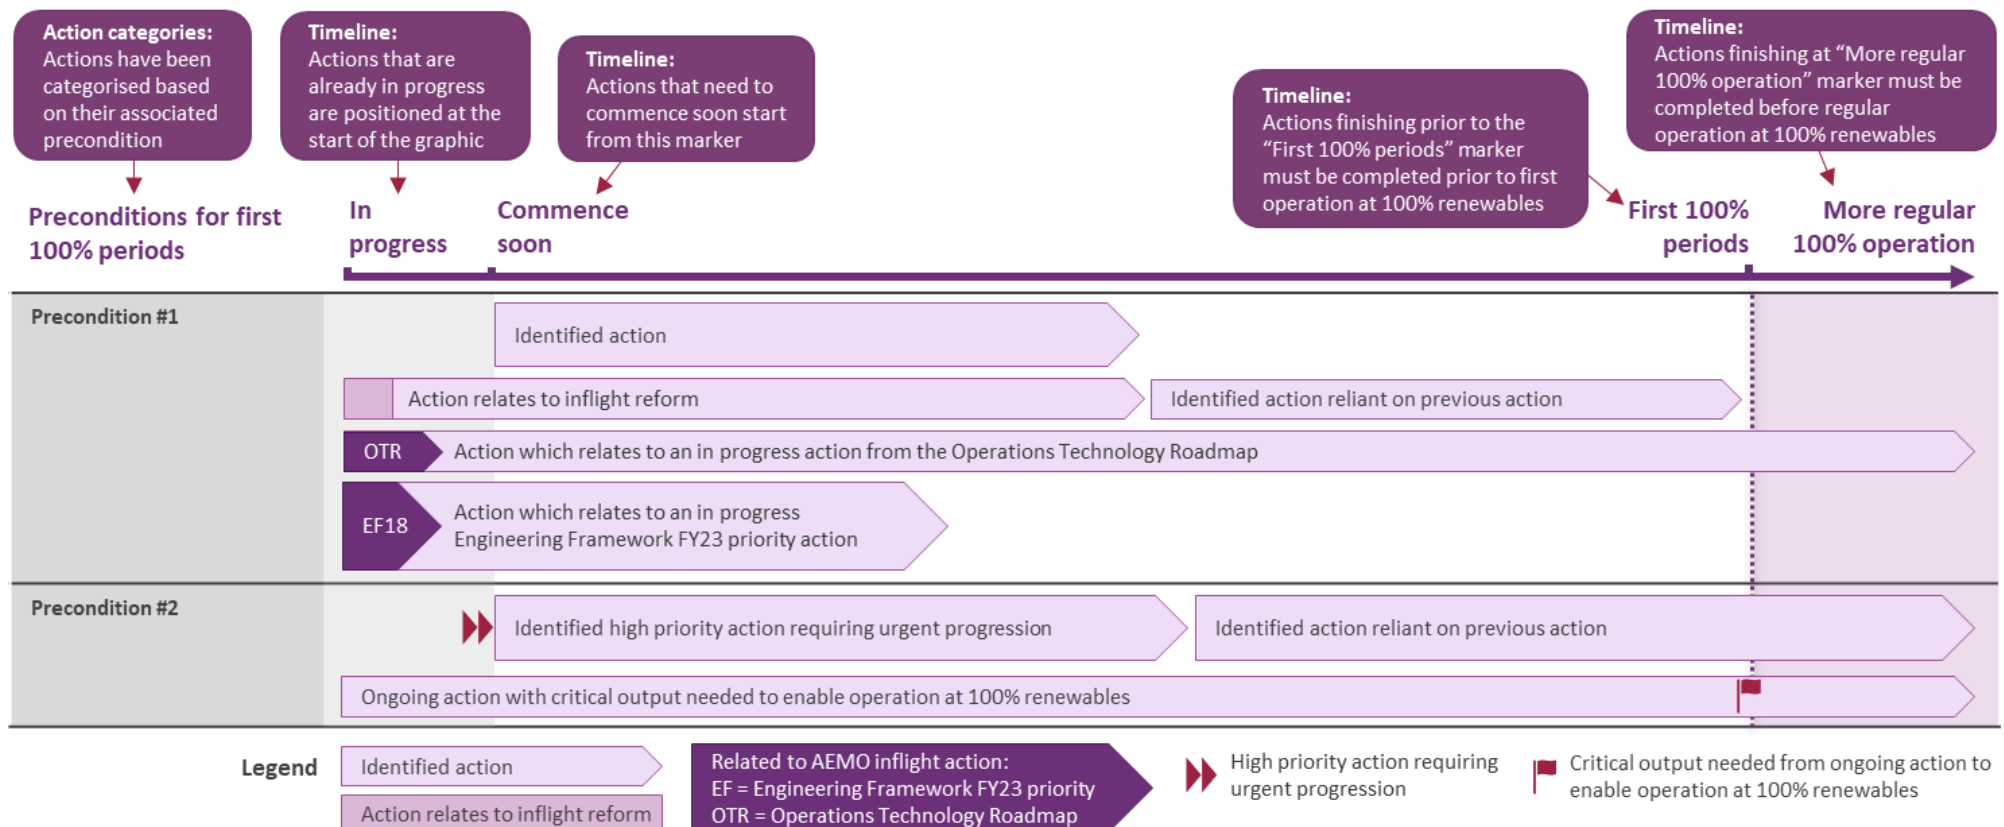 Action categories:
Actions have been
categorised based
on their associated
precondition
Timeline:
Actions that are
already in progress
are positioned at the
start of the graphic
Timeline:
Actions that need to
commence soon start
from this marker
Timeline:
Actions finishing prior to the
“First 100% periods” marker
must be completed prior to first
operation at 100% renewables
Timeline:
Actions finishing at “More regular
100% operation” marker must be
completed before regular
operation at 100% renewables
Preconditions for first
100% periods
In
progress
Commence
soon
First 100%
periods
More regular
100% operation
Precondition #1
Identified action
Action relates to inflight reform
Identified action reliant on previous action
OTR
Action which relates to an in progress action from the Operations Technology Roadmap
EF18
Action which relates to an in progress
Engineering Framework FY23 priority action
Precondition #2
Identified high priority action requiring urgent progression
Identified action reliant on previous action
Ongoing action with critical output needed to enable operation at 100% renewables
Legend
Identified action
Action relates to inflight reform
Related to AEMO inflight action:
EF = Engineering Framework FY23 priority
OTR = Operations Technology Roadmap
High priority action requiring
urgent progression
Critical output needed from ongoing action to
enable operation at 100% renewables